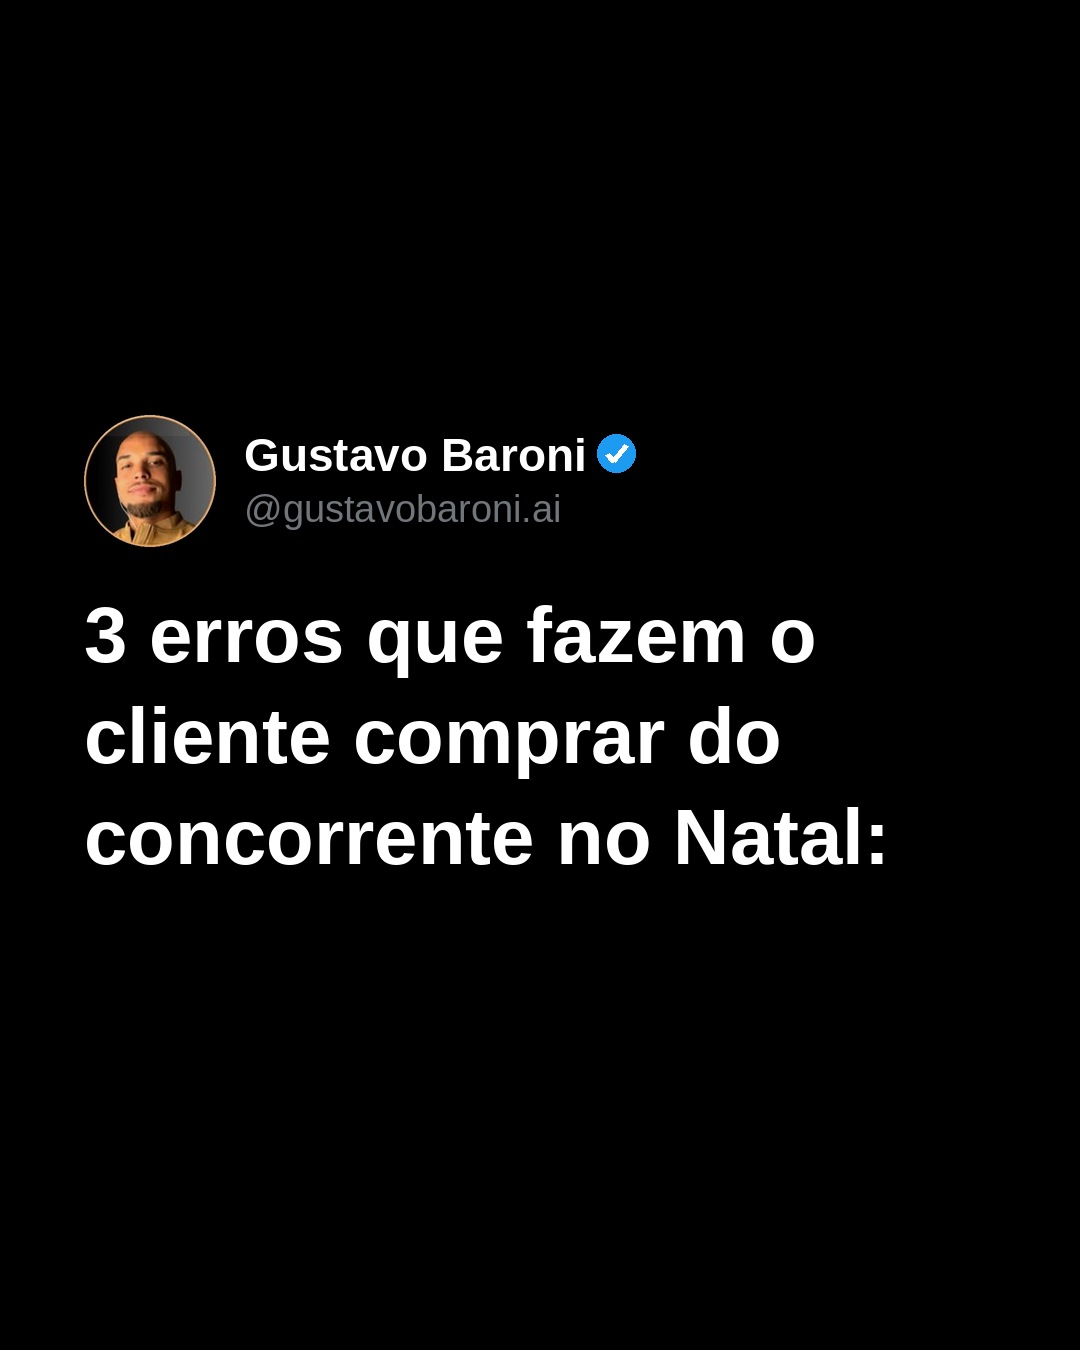 Gustavo Baroni
@gustavobaroni.ai
3 erros que fazem o
cliente comprar do
concorrente no Natal: